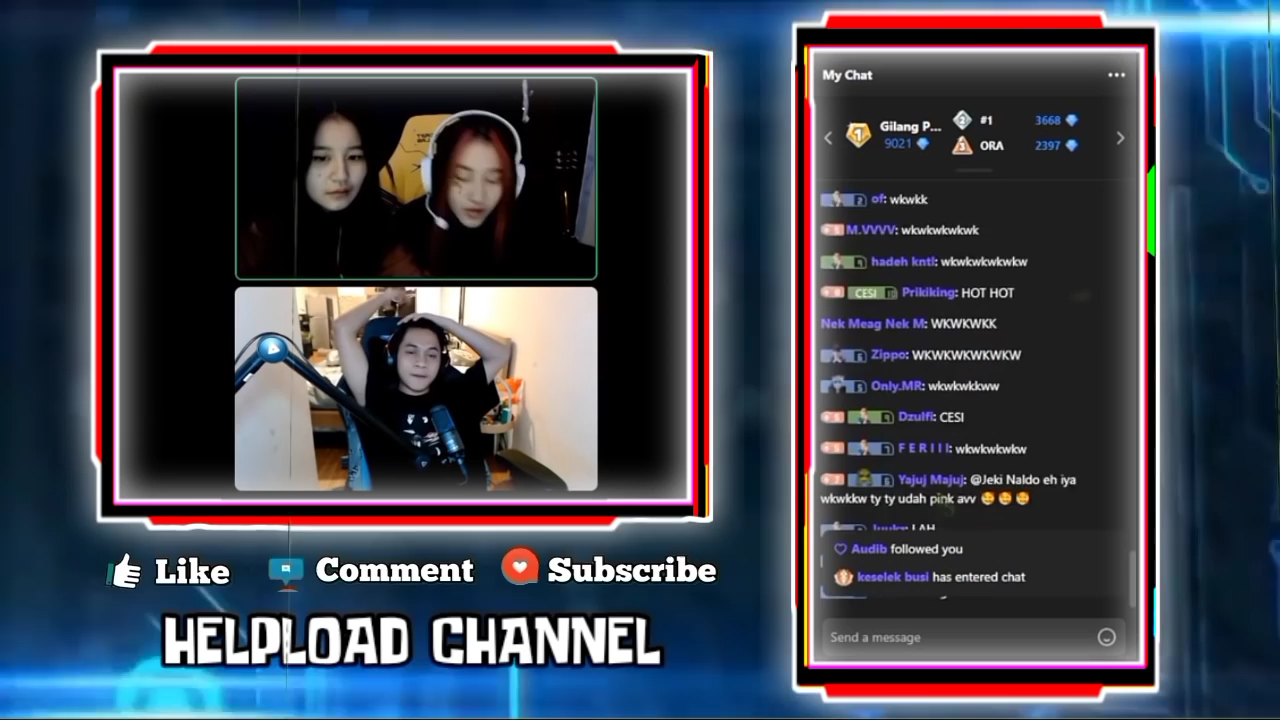 Like
Comment
Subscribe
HELPLOAD CHANNEL
My Chat
Gilang P...
9021
#1
3668
ORA
2397
of: wkwkk
M.VVVV: wkwkwkwkwk
hadeh kntl: wkwkwkwkwkw
CESI Prikiking: HOT HOT
Nek Meag Nek M: WKWKWKK
Zippo: WKWKWKWKWKW
Only.MR: wkwkwkkww
Dzulfi: CESI
F E R I I I: wkwkwkwkw
Yajuj Majuj: @Jeki Naldo eh iya
wkwkkw ty ty udah pink avv 🥰 🥰 🥰
LAH
Audib followed you
keselek busi has entered chat
Send a message